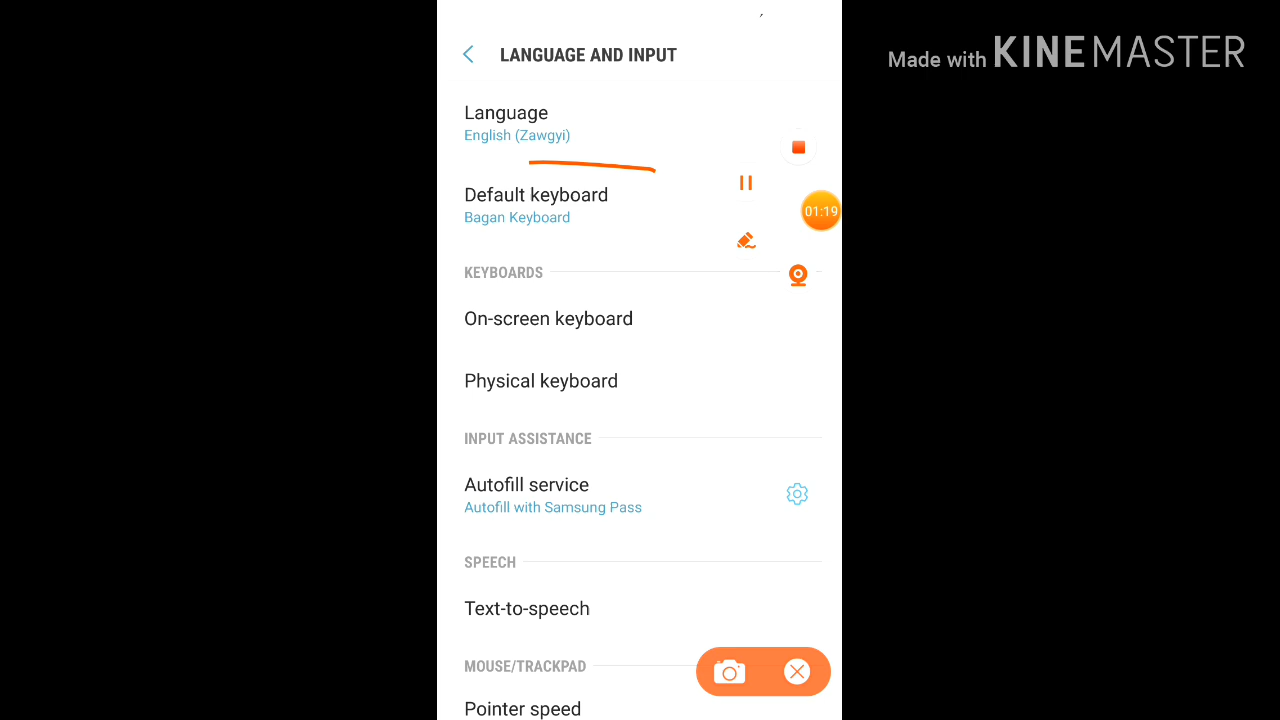 LANGUAGE AND INPUT
Made with KINEMASTER
Language
English (Zawgyi)
Default keyboard
Bagan Keyboard
01:19
KEYBOARDS
On-screen keyboard
Physical keyboard
INPUT ASSISTANCE
Autofill service
Autofill with Samsung Pass
SPEECH
Text-to-speech
MOUSE/TRACKPAD
Pointer speed